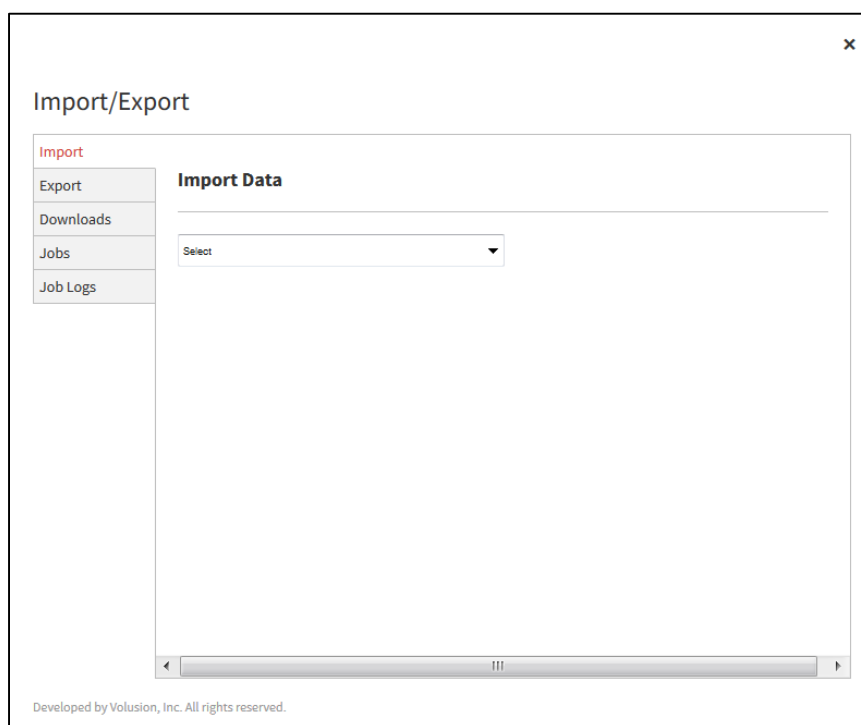 ×
Import/Export
Import
Export
Downloads
Jobs
Job Logs
Import Data
Select
Developed by Volusion, Inc. All rights reserved.